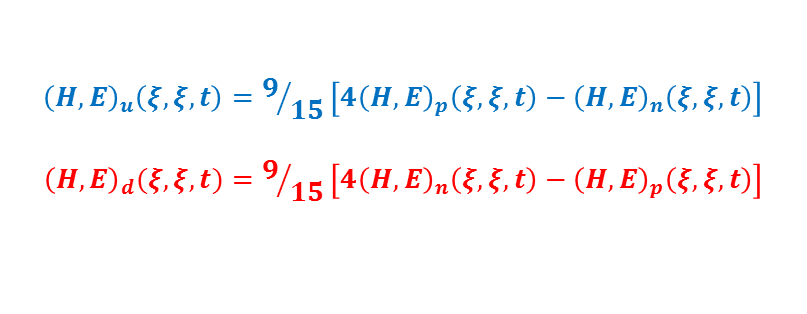 (H, E)u(ξ, ξ, t) = 9/15 [4(H, E)p(ξ, ξ, t) − (H, E)n(ξ, ξ, t)]
(H, E)d(ξ, ξ, t) = 9/15 [4(H, E)n(ξ, ξ, t) − (H, E)p(ξ, ξ, t)]